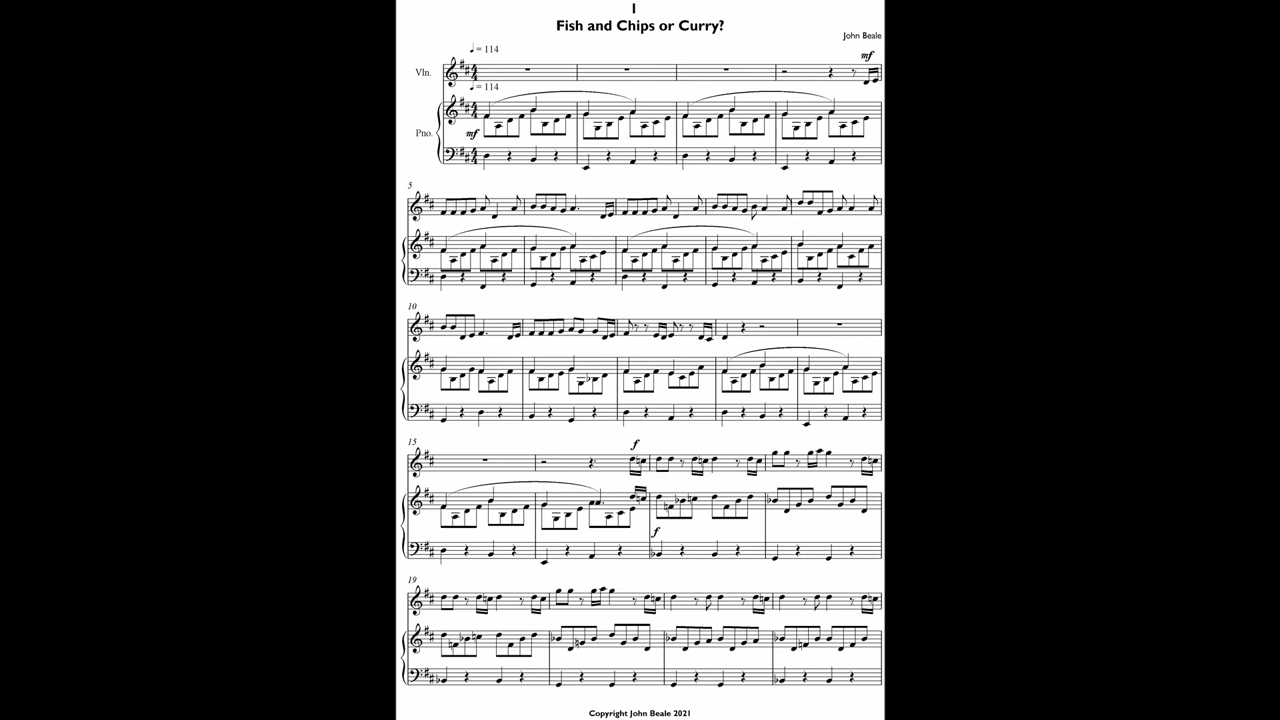 I
Fish and Chips or Curry?
John Beale
♩ = 114
mf
Vln.
♩ = 114
Pno.
mf
5
10
15
f
f
19
Copyright John Beale 2021